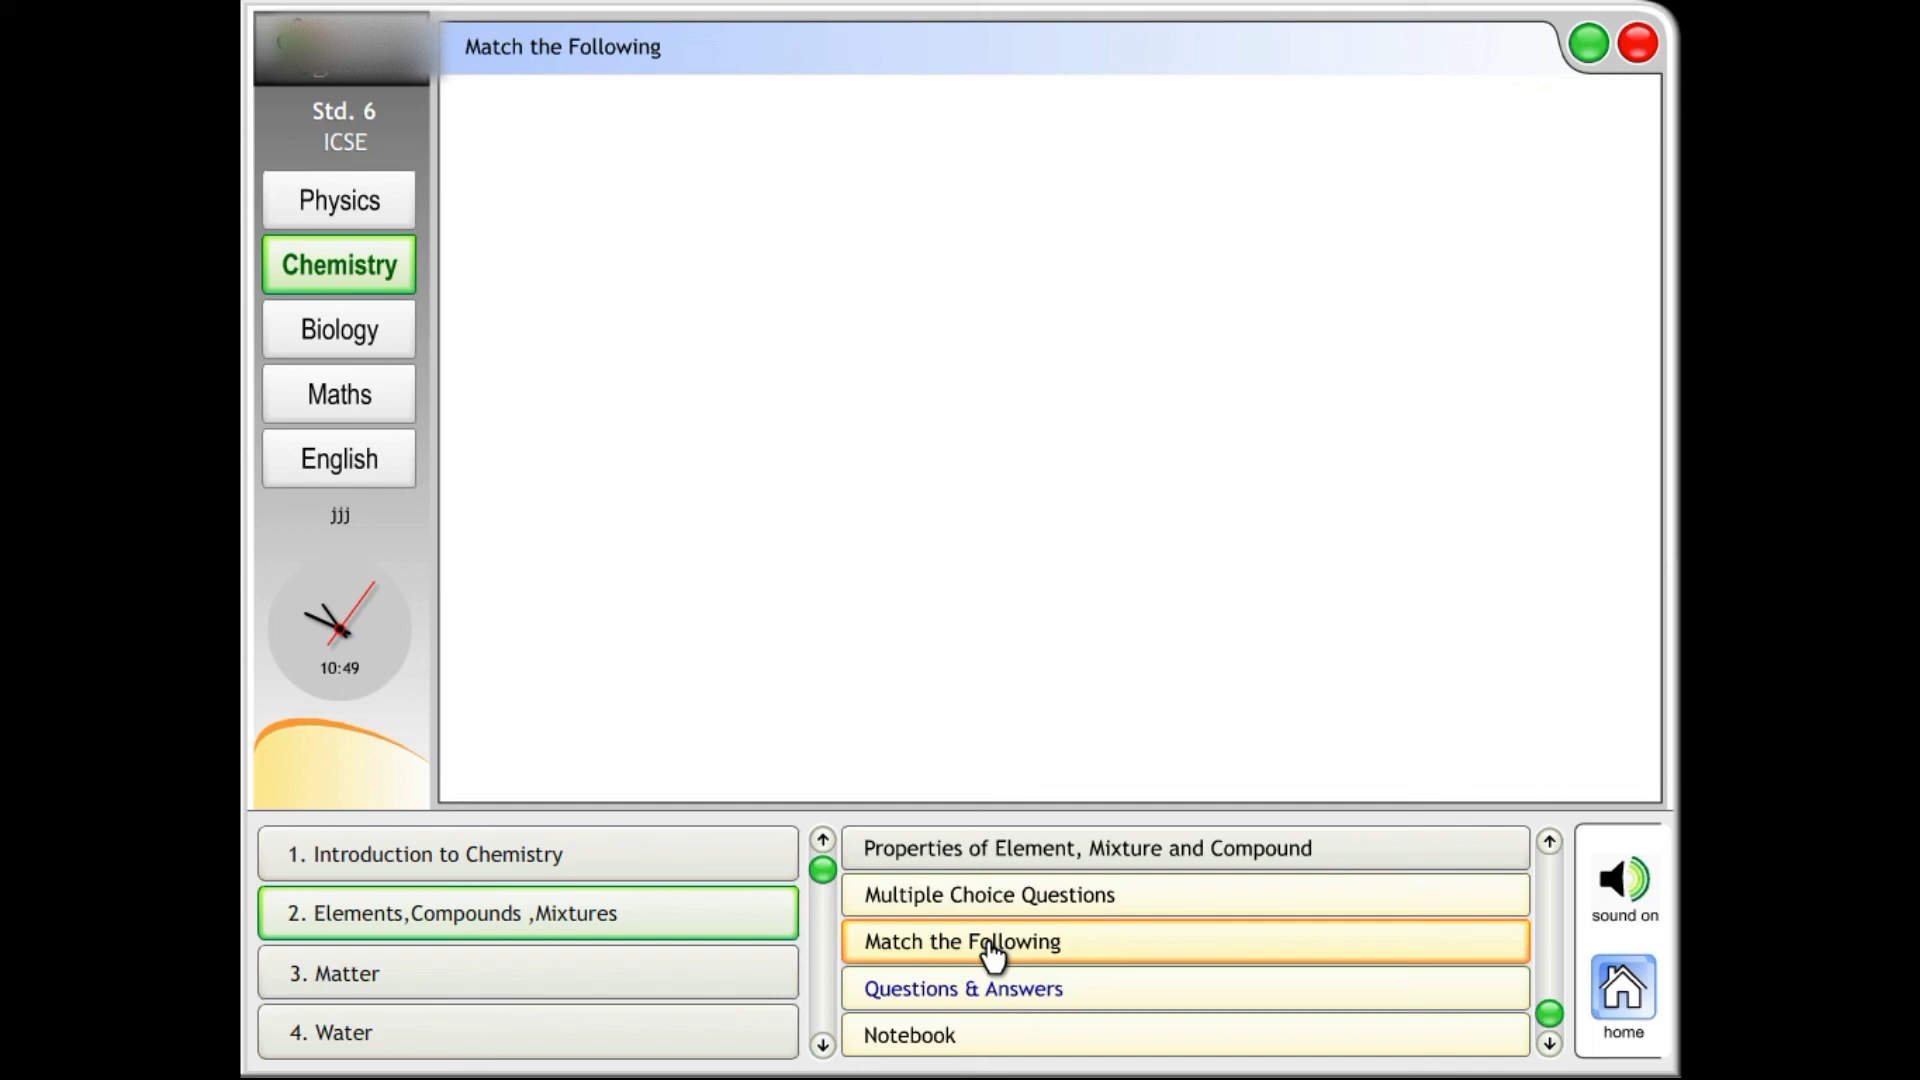 Match the Following
Std. 6
ICSE
Physics
Chemistry
Biology
Maths
English
jjj
10:49
1. Introduction to Chemistry
2. Elements,Compounds ,Mixtures
3. Matter
4. Water
Properties of Element, Mixture and Compound
Multiple Choice Questions
Match the Following
Questions & Answers
Notebook
sound on
home